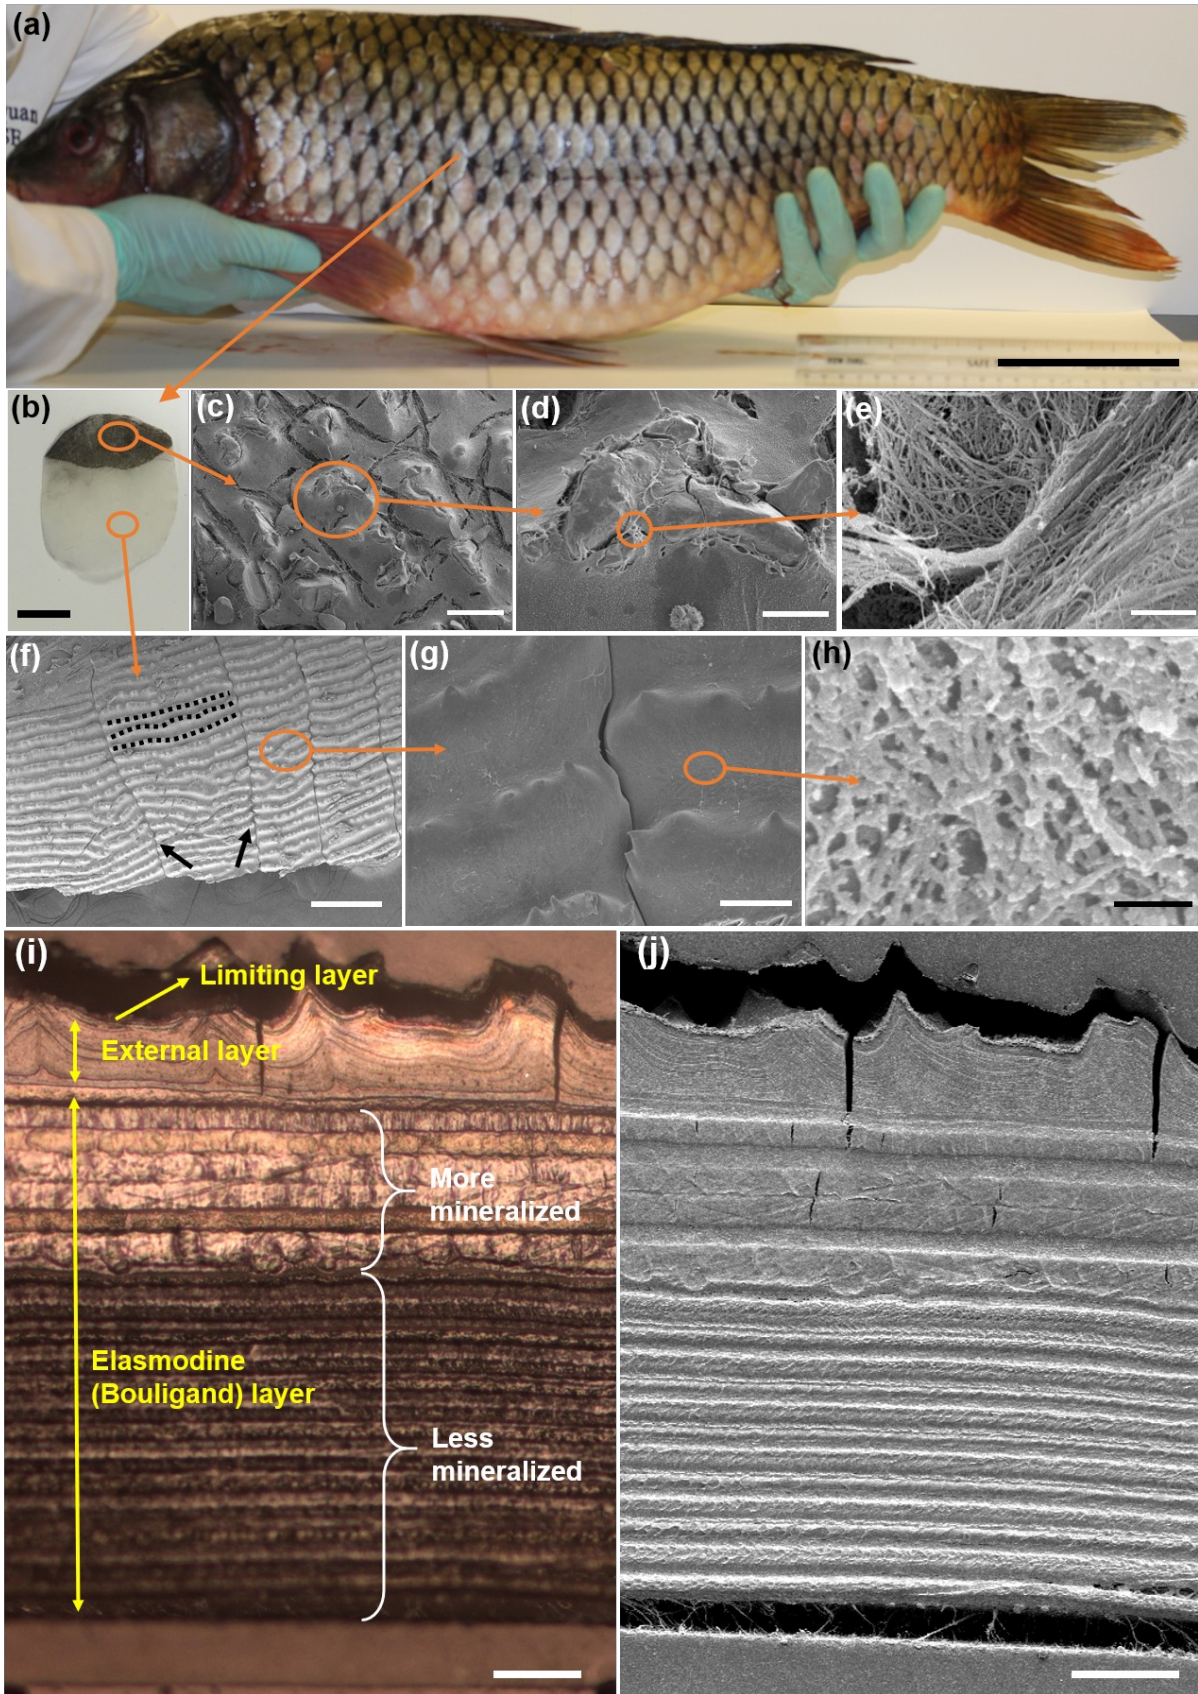 (a)
(b)
(c)
(d)
(e)
(f)
(g)
(h)
(i)
Limiting layer
External layer
More
mineralized
Elasmodine
(Bouligand) layer
Less
mineralized
(j)